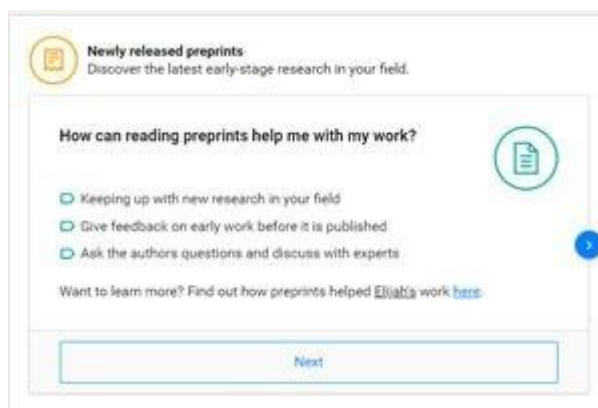 Newly released preprints
Discover the latest early-stage research in your field.
How can reading preprints help me with my work?
Keeping up with new research in your field
Give feedback on early work before it is published
Ask the authors questions and discuss with experts
Want to learn more? Find out how preprints helped Elijah's work here.
Next